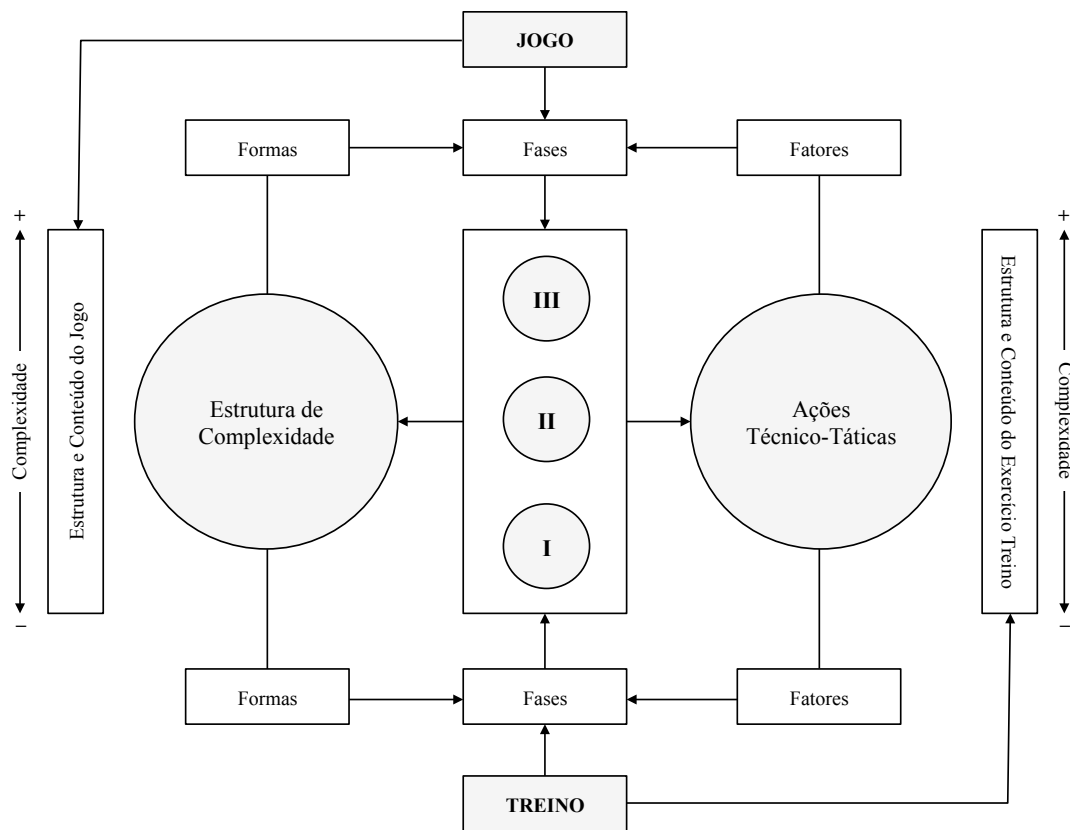 JOGO
Formas
Fases
Fatores
+
Complexidade
–
Estrutura e Conteúdo do Jogo
Estrutura de
Complexidade
III
II
I
Ações
Técnico-Táticas
Estrutura e Conteúdo do Exercício Treino
+
Complexidade
–
Formas
Fases
Fatores
TREINO